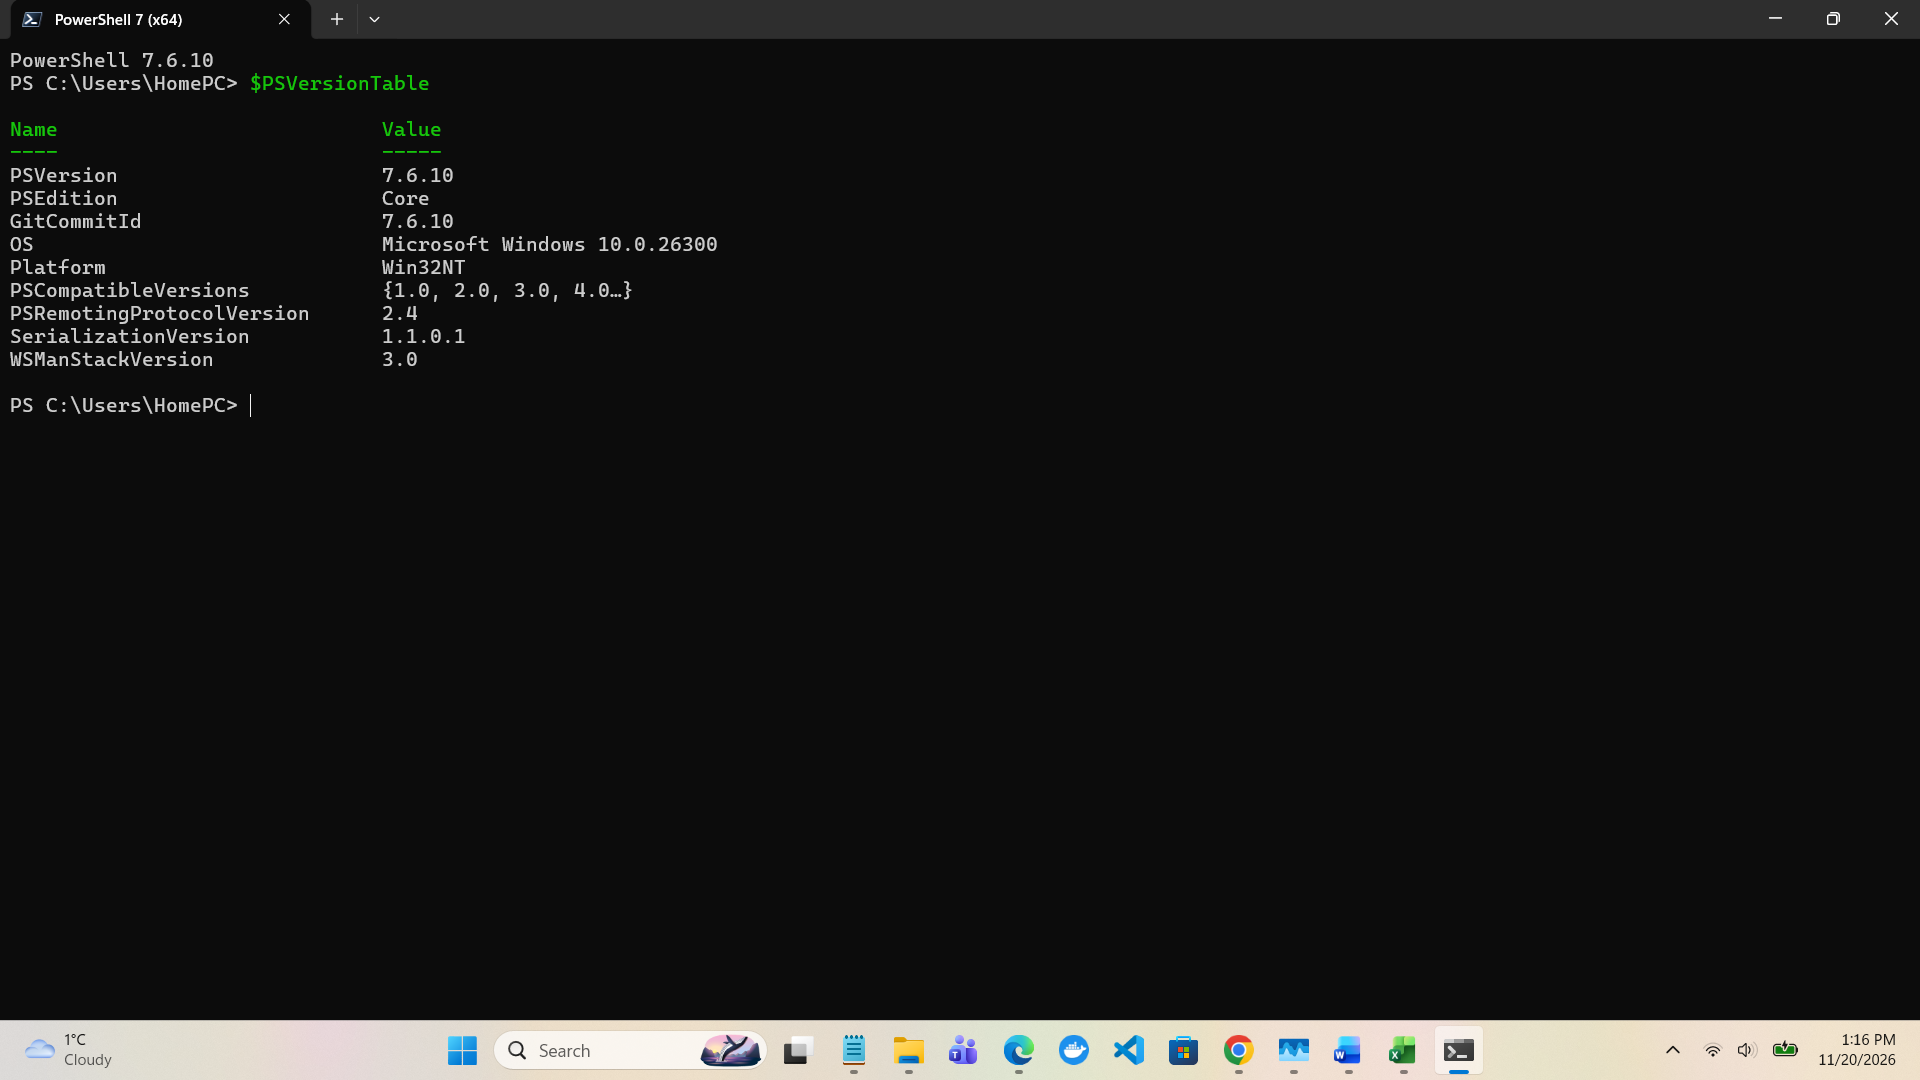 PowerShell 7 (x64)
PowerShell 7.6.10
PS C:\Users\HomePC> $PSVersionTable
Name Value
---- -----
PSVersion 7.6.10
PSEdition Core
GitCommitId 7.6.10
OS Microsoft Windows 10.0.26300
Platform Win32NT
PSCompatibleVersions {1.0, 2.0, 3.0, 4.0…}
PSRemotingProtocolVersion 2.4
SerializationVersion 1.1.0.1
WSManStackVersion 3.0
PS C:\Users\HomePC>
1°C
Cloudy
Search
1:16 PM
11/20/2026